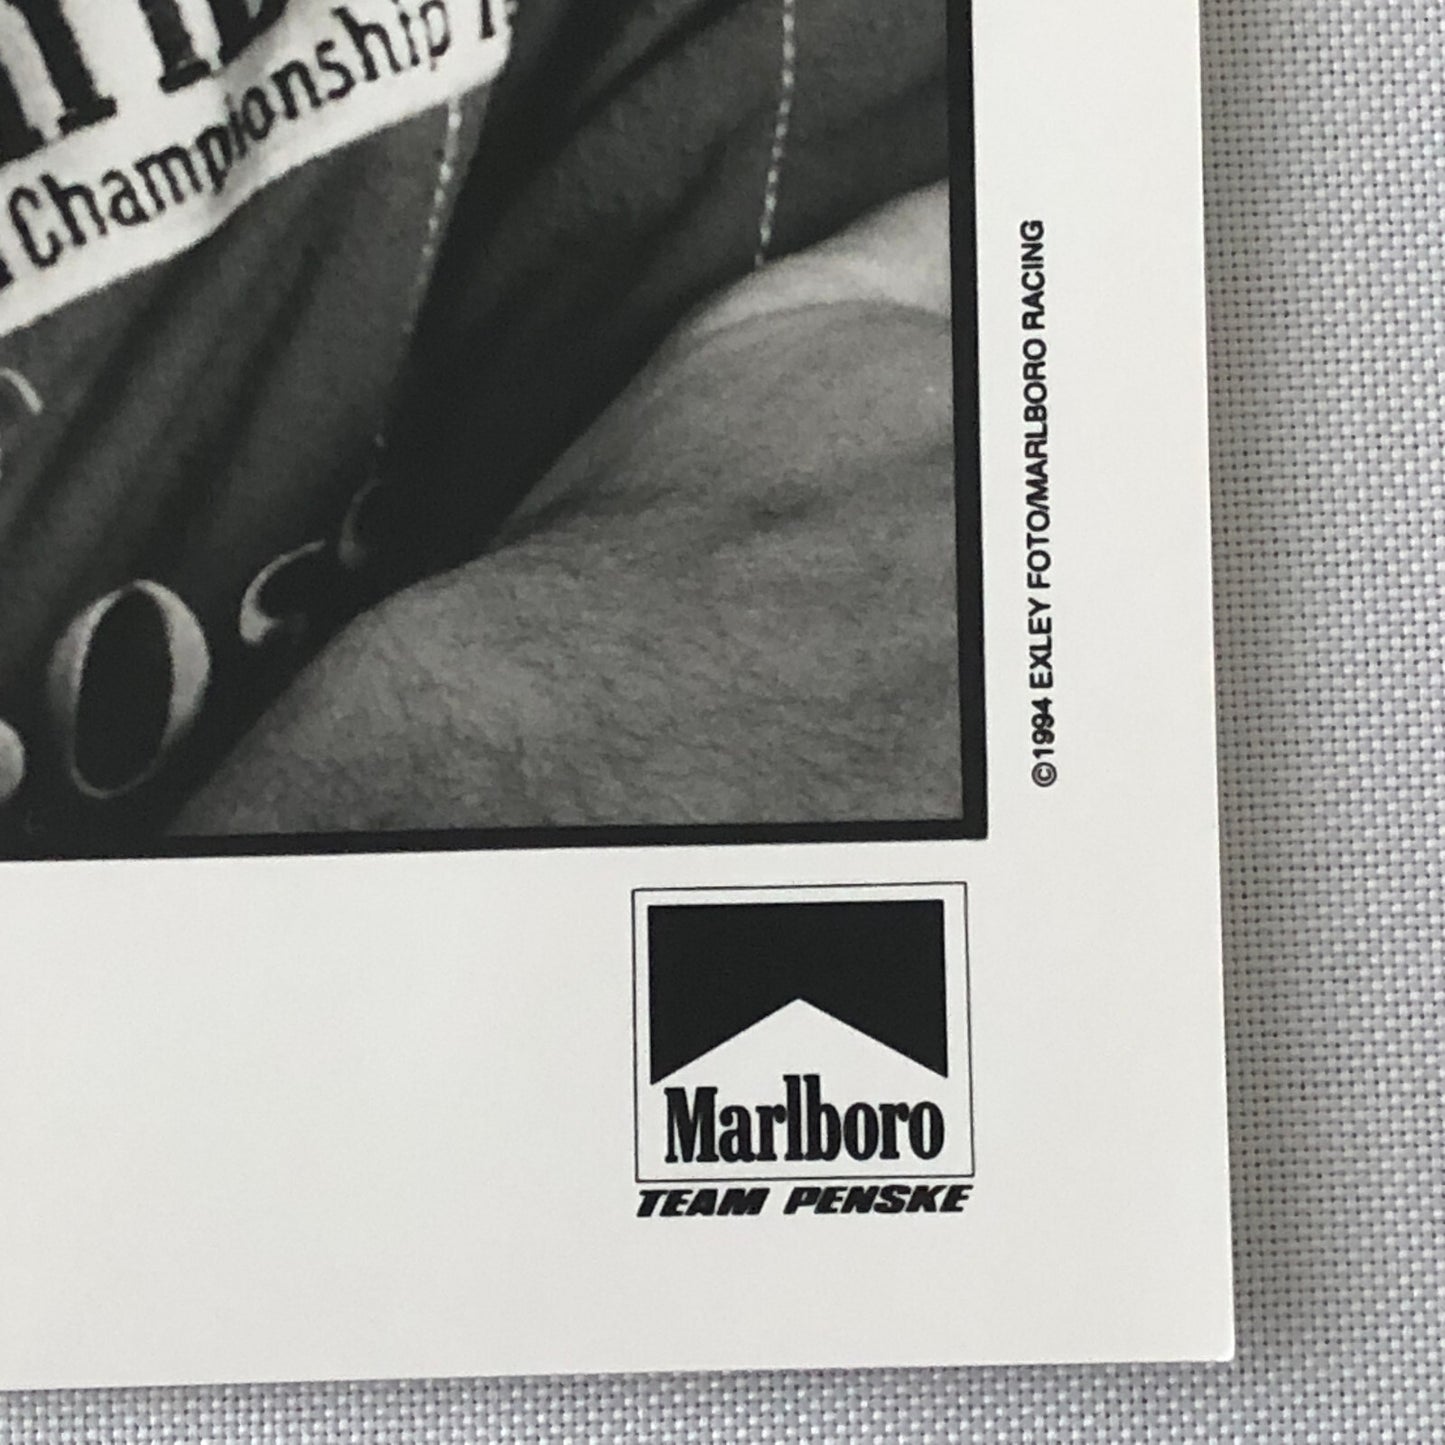 Championship
©1994 EXLEY FOTO/MARLBORO RACING
Marlboro
TEAM PENSKE